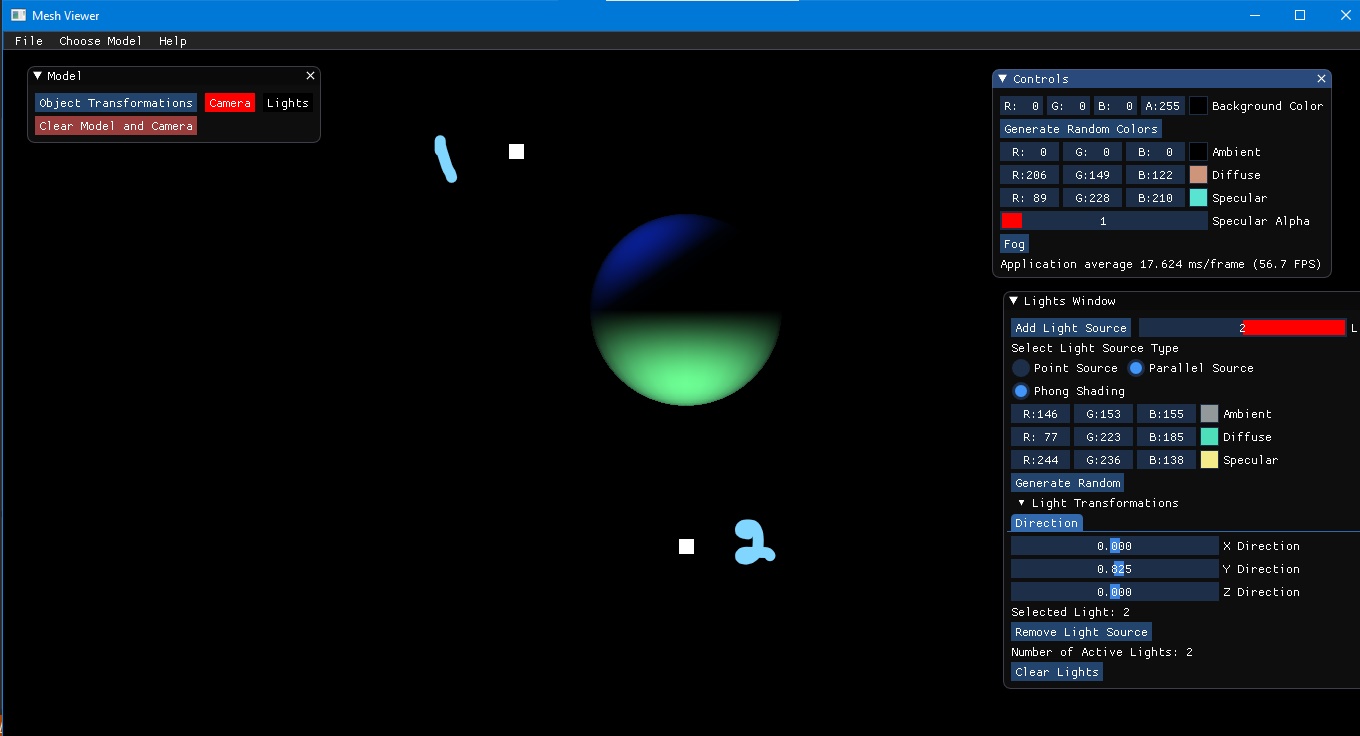 Mesh Viewer
File Choose Model Help
Model
Object Transformations Camera Lights
Clear Model and Camera
1
2
Controls
R: 0 G: 0 B: 0 A:255 Background Color
Generate Random Colors
R: 0 G: 0 B: 0 Ambient
R:206 G:149 B:122 Diffuse
R: 89 G:228 B:210 Specular
1 Specular Alpha
Fog
Application average 17.624 ms/frame (56.7 FPS)
Lights Window
Add Light Source 2 L
Select Light Source Type
Point Source Parallel Source
Phong Shading
R:146 G:153 B:155 Ambient
R: 77 G:223 B:185 Diffuse
R:244 G:236 B:138 Specular
Generate Random
Light Transformations
Direction
0.000 X Direction
0.825 Y Direction
0.000 Z Direction
Selected Light: 2
Remove Light Source
Number of Active Lights: 2
Clear Lights